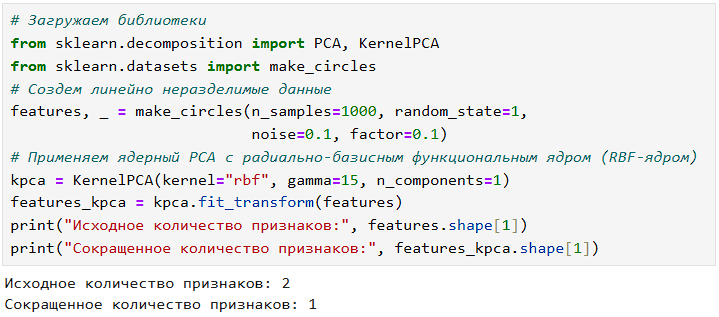 # Загружаем библиотеки
from sklearn.decomposition import PCA, KernelPCA
from sklearn.datasets import make_circles
# Создем линейно неразделимые данные
features, _ = make_circles(n_samples=1000, random_state=1,
                           noise=0.1, factor=0.1)
# Применяем ядерный PCA с радиально-базисным функциональным ядром (RBF-ядром)
kpca = KernelPCA(kernel="rbf", gamma=15, n_components=1)
features_kpca = kpca.fit_transform(features)
print("Исходное количество признаков:", features.shape[1])
print("Сокращенное количество признаков:", features_kpca.shape[1])
Исходное количество признаков: 2
Сокращенное количество признаков: 1